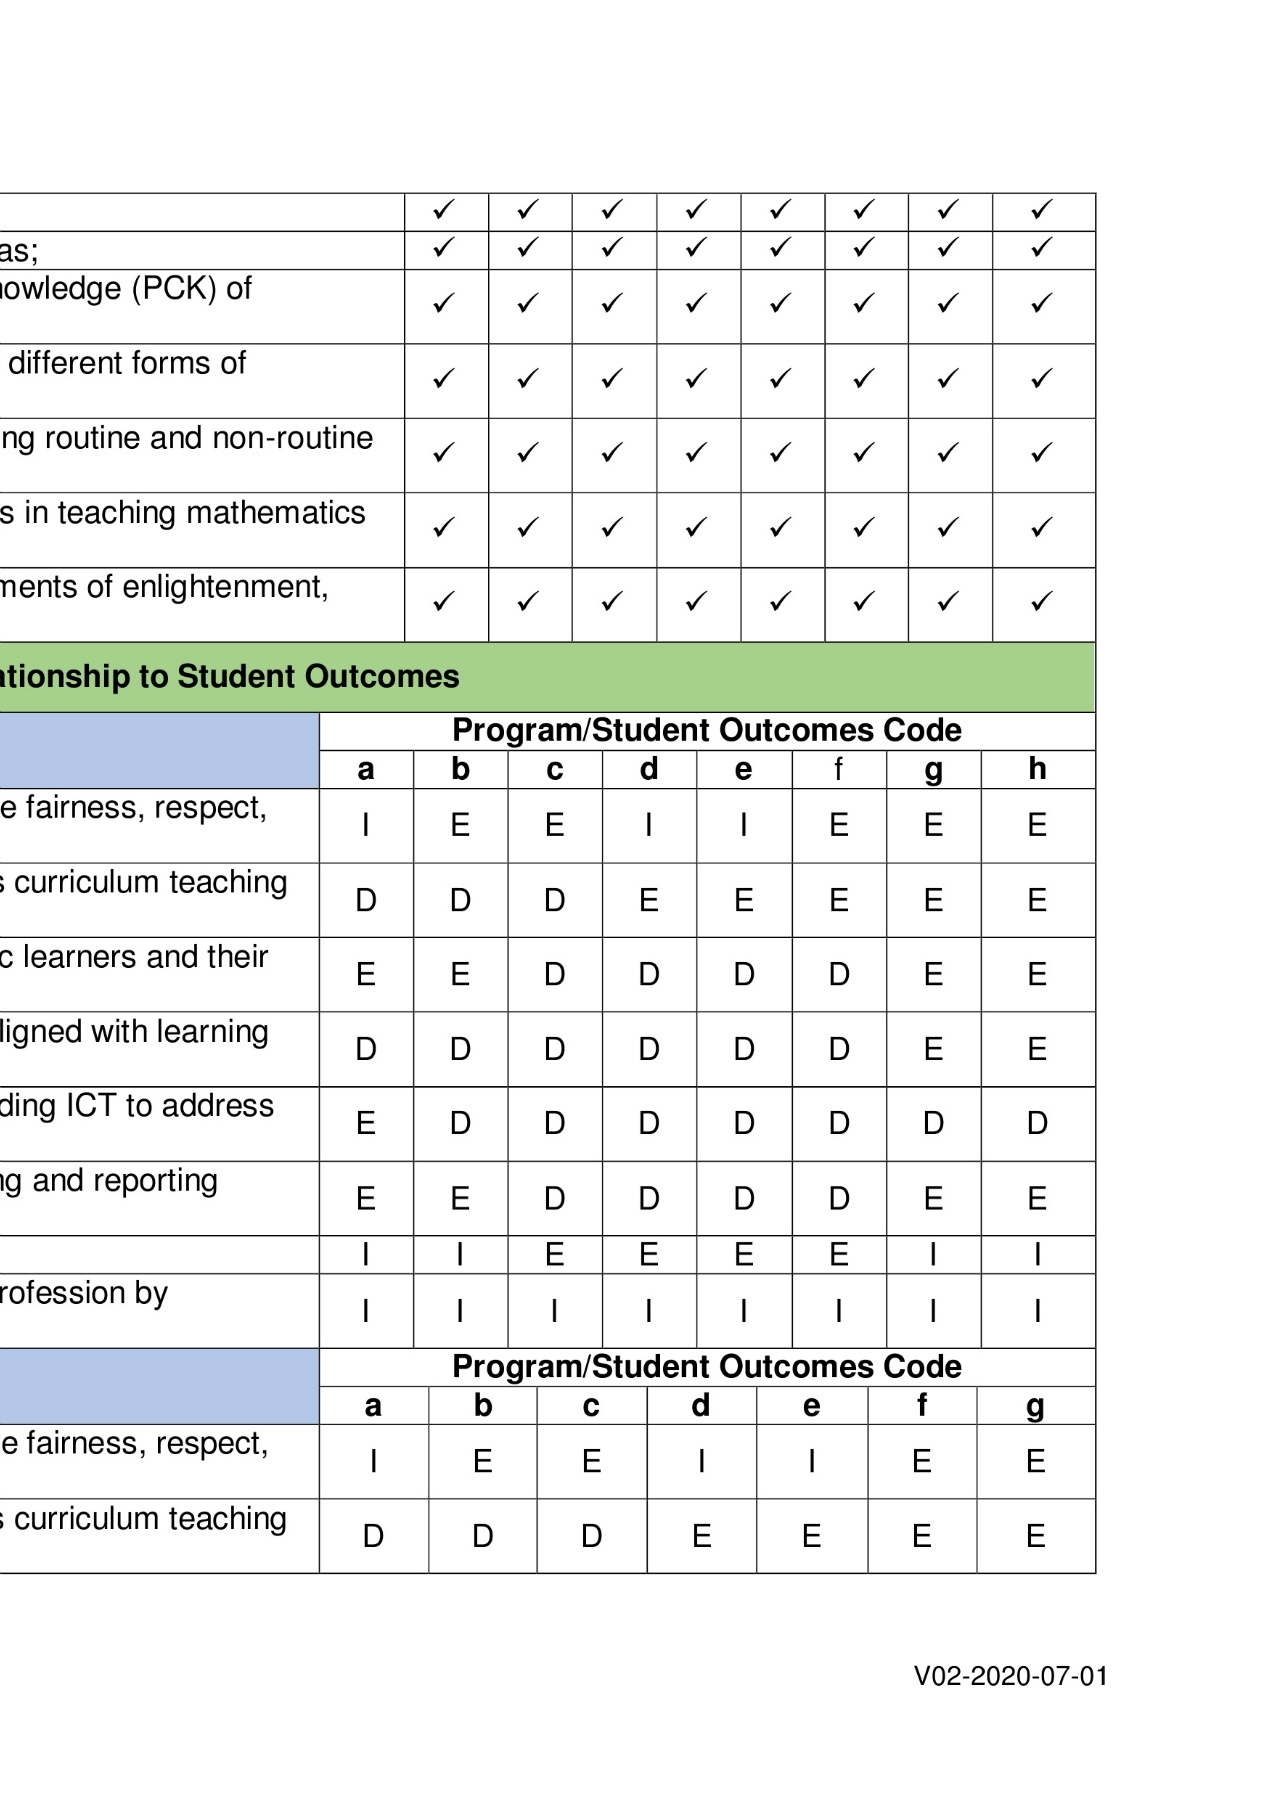 ✓ ✓ ✓ ✓ ✓ ✓ ✓ ✓
as; ✓ ✓ ✓ ✓ ✓ ✓ ✓ ✓
nowledge (PCK) of
✓ ✓ ✓ ✓ ✓ ✓ ✓ ✓
different forms of
✓ ✓ ✓ ✓ ✓ ✓ ✓ ✓
ing routine and non-routine
✓ ✓ ✓ ✓ ✓ ✓ ✓ ✓
s in teaching mathematics
✓ ✓ ✓ ✓ ✓ ✓ ✓ ✓
ments of enlightenment,
✓ ✓ ✓ ✓ ✓ ✓ ✓ ✓
ationship to Student Outcomes
Program/Student Outcomes Code
a b c d e f g h
e fairness, respect,
I E E I I E E E
s curriculum teaching
D D D E E E E E
c learners and their
E E D D D D E E
ligned with learning
D D D D D D E E
ding ICT to address
E D D D D D D D
ng and reporting
E E D D D D E E
I I E E E E I I
rofession by
I I I I I I I I
Program/Student Outcomes Code
a b c d e f g
e fairness, respect,
I E E I I E E
s curriculum teaching
D D D E E E E
V02-2020-07-01